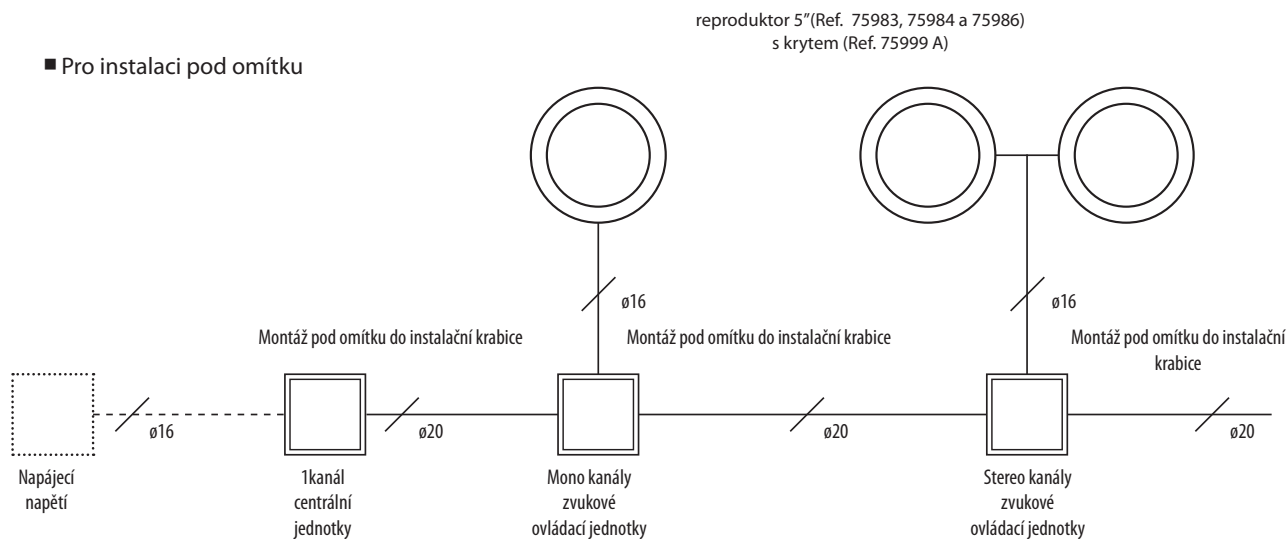 reproduktor 5”(Ref. 75983, 75984 a 75986)
s krytem (Ref. 75999 A)
■ Pro instalaci pod omítku
ø16
ø16
Montáž pod omítku do instalační krabice
Montáž pod omítku do instalační krabice
Montáž pod omítku do instalační
krabice
ø16
ø20
ø20
ø20
Napájecí
napětí
1kanál
centrální
jednotky
Mono kanály
zvukové
ovládací jednotky
Stereo kanály
zvukové
ovládací jednotky